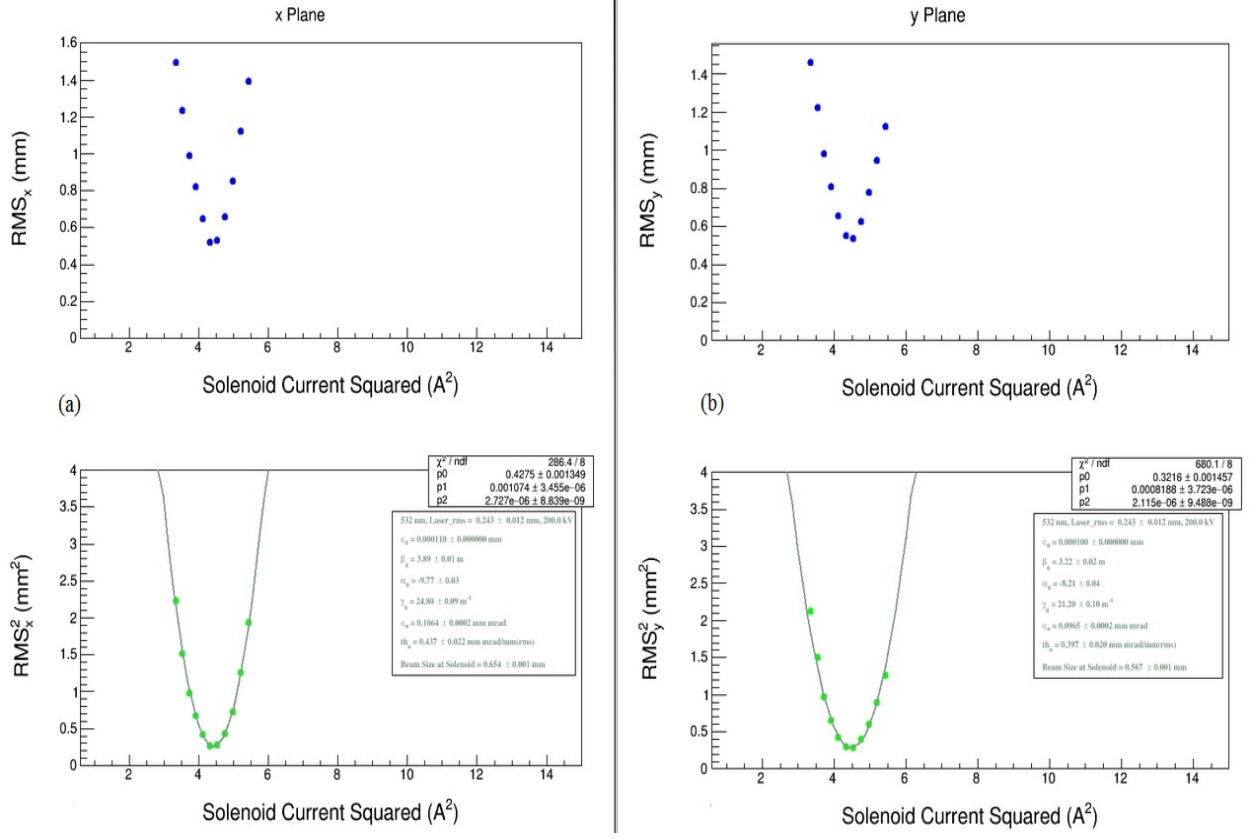 x Plane
1.6
1.4
1.2
1
0.8
0.6
0.4
0.2
0
RMSx (mm)
2 4 6 8 10 12 14
Solenoid Current Squared (A²)
(a)
y Plane
1.4
1.2
1
0.8
0.6
0.4
0.2
0
RMSy (mm)
2 4 6 8 10 12 14
Solenoid Current Squared (A²)
(b)
χ² / ndf 286.4 / 8
p0 0.4275 ± 0.001349
p1 0.001074 ± 3.455e−06
p2 2.727e−06 ± 8.839e−09
532 nm, Laser_rms = 0.243 ± 0.012 mm, 200.0 kV
= 0.000110 ± 0.000000 mm
= 3.89 ± 0.01 m
= -9.77 ± 0.03
= 24.80 ± 0.09 m⁻¹
= 0.1064 ± 0.0002 mm mrad
= 0.437 ± 0.022 mm mrad/mm(rms)
Beam Size at Solenoid = 0.654 ± 0.001 mm
4
3.5
3
2.5
2
1.5
1
0.5
0
RMS²x (mm²)
2 4 6 8 10 12 14
Solenoid Current Squared (A²)
χ² / ndf 680.1 / 8
p0 0.3216 ± 0.001457
p1 0.0008188 ± 3.723e−06
p2 2.115e−06 ± 9.488e−09
532 nm, Laser_rms = 0.243 ± 0.012 mm, 200.0 kV
= 0.000100 ± 0.000000 mm
= 3.22 ± 0.02 m
= -8.21 ± 0.04
= 21.20 ± 0.10 m⁻¹
= 0.0965 ± 0.0002 mm mrad
= 0.397 ± 0.020 mm mrad/mm(rms)
Beam Size at Solenoid = 0.567 ± 0.001 mm
4
3.5
3
2.5
2
1.5
1
0.5
0
RMS²y (mm²)
2 4 6 8 10 12 14
Solenoid Current Squared (A²)